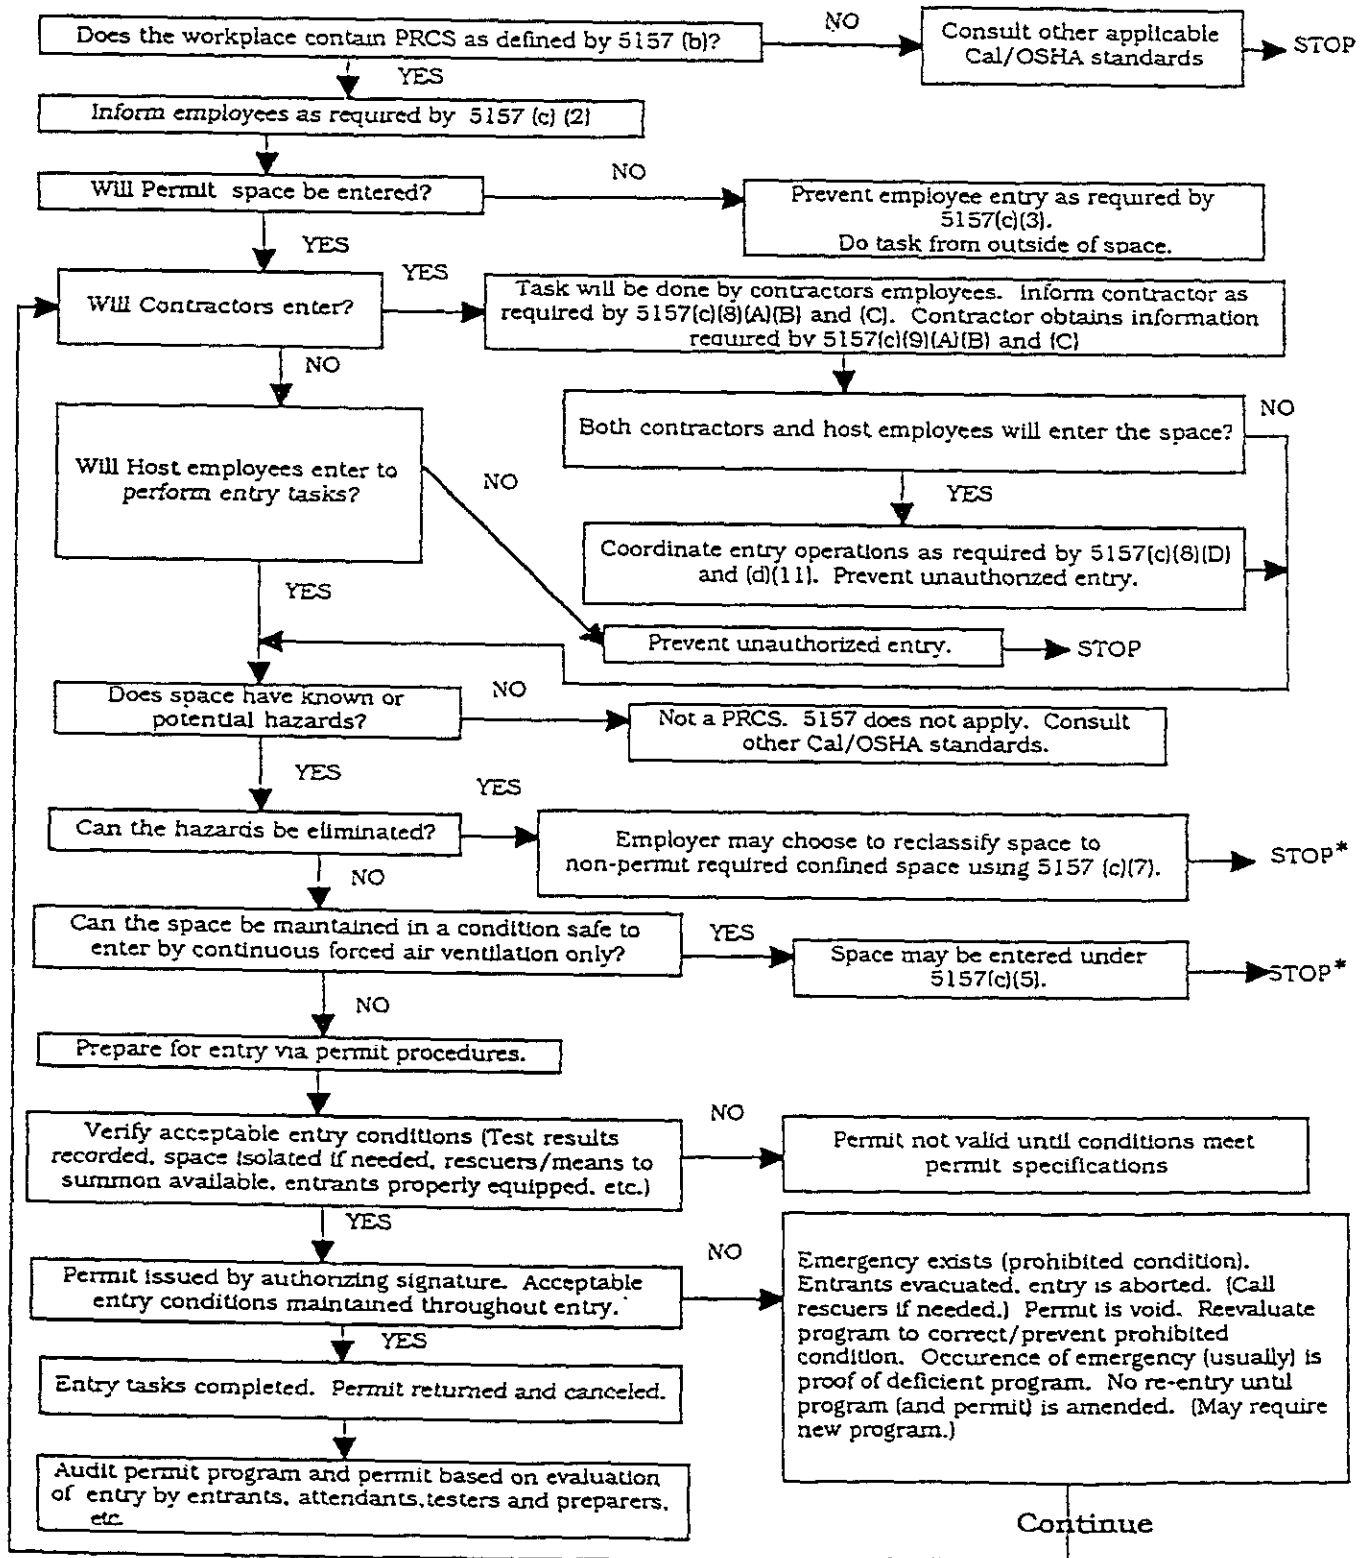 Does the workplace contain PRCS as defined by 5157 (b)?
NO
Consult other applicable
Cal/OSHA standards
STOP
YES
Inform employees as required by 5157 (c) (2)
Will Permit space be entered?
NO
Prevent employee entry as required by
5157(c)(3).
Do task from outside of space.
YES
Will Contractors enter?
YES
Task will be done by contractors employees. Inform contractor as
required by 5157(c)(8)(A)(B) and (C). Contractor obtains information
required by 5157(c)(9)(A)(B) and (C)
NO
Both contractors and host employees will enter the space?
NO
Will Host employees enter to
perform entry tasks?
NO
YES
Coordinate entry operations as required by 5157(c)(8)(D)
and (d)(11). Prevent unauthorized entry.
YES
Prevent unauthorized entry.
STOP
Does space have known or
potential hazards?
NO
Not a PRCS. 5157 does not apply. Consult
other Cal/OSHA standards.
YES
Can the hazards be eliminated?
YES
Employer may choose to reclassify space to
non-permit required confined space using 5157 (c)(7).
STOP*
NO
Can the space be maintained in a condition safe to
enter by continuous forced air ventilation only?
YES
Space may be entered under
5157(c)(5).
STOP*
NO
Prepare for entry via permit procedures.
Verify acceptable entry conditions (Test results
recorded, space isolated if needed, rescuers/means to
summon available, entrants properly equipped, etc.)
NO
Permit not valid until conditions meet
permit specifications
YES
Permit issued by authorizing signature. Acceptable
entry conditions maintained throughout entry.
NO
Emergency exists (prohibited condition).
Entrants evacuated, entry is aborted. (Call
rescuers if needed.) Permit is void. Reevaluate
program to correct/prevent prohibited
condition. Occurence of emergency (usually) is
proof of deficient program. No re-entry until
program (and permit) is amended. (May require
new program.)
YES
Entry tasks completed. Permit returned and canceled.
Audit permit program and permit based on evaluation
of entry by entrants, attendants,testers and preparers,
etc.
Continue